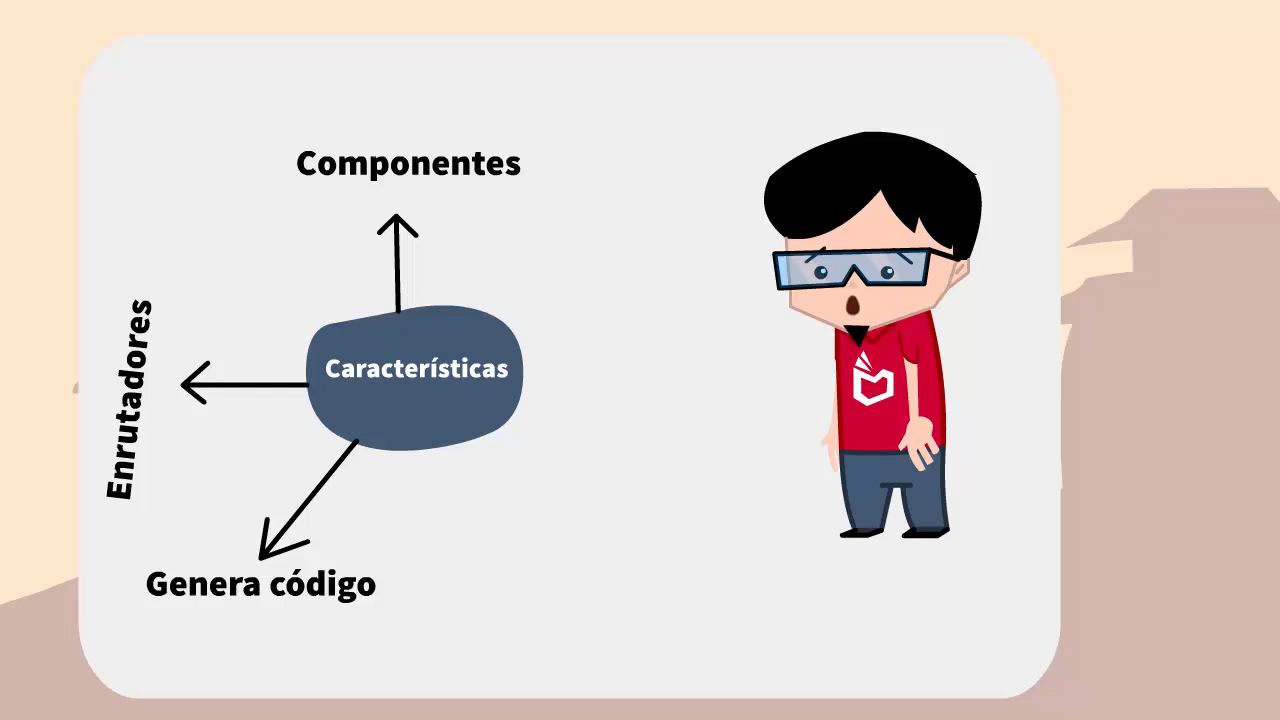 Componentes
Características
Enrutadores
Genera código